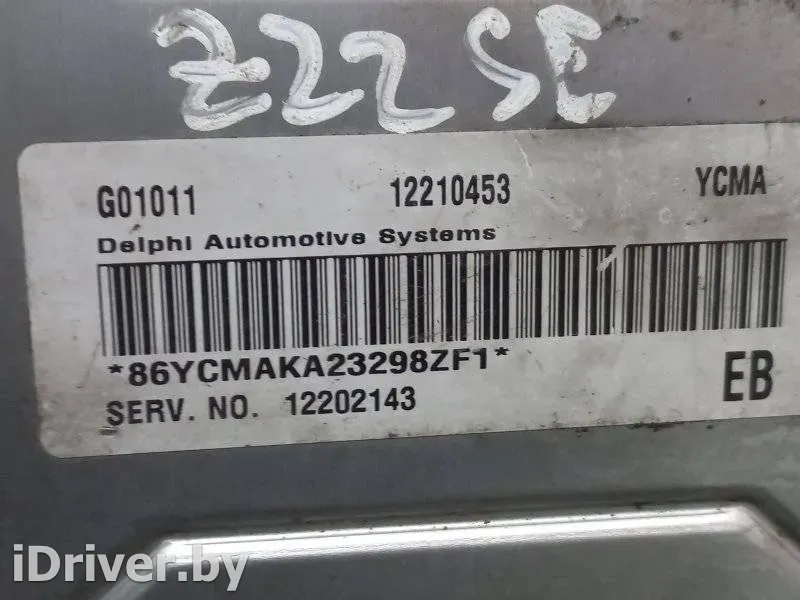 Z22SE
G01011 12210453 YCMA
Delphi Automotive Systems
*86YCMAKA23298ZF1*
SERV. NO. 12202143 EB
iDriver.by